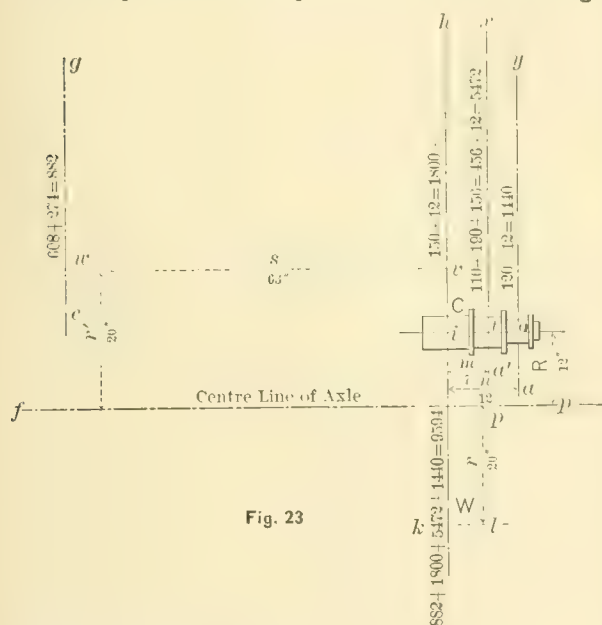 h
x
g
y
608+274=882
150 · 12=1800 ·
110+190+156=456 · 12=5472
120 12=1440
w
s
v
63"
e
r'
20"
C
i
R
12"
m
a'
n
12
a
Centre Line of Axle
f
p
p
r
20"
W
k
l
Fig. 23
882+1800+5472+1440=9594